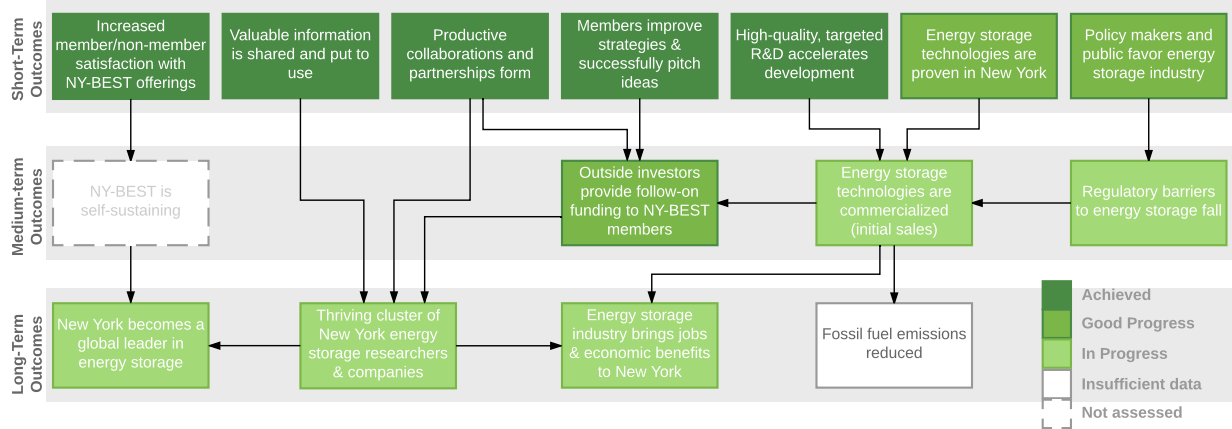 Short-Term
Outcomes
Increased
member/non-member
satisfaction with
NY-BEST offerings
Valuable information
is shared and put to
use
Productive
collaborations and
partnerships form
Members improve
strategies &
successfully pitch
ideas
High-quality, targeted
R&D accelerates
development
Energy storage
technologies are
proven in New York
Policy makers and
public favor energy
storage industry
Medium-term
Outcomes
NY-BEST is
self-sustaining
Outside investors
provide follow-on
funding to NY-BEST
members
Energy storage
technologies are
commercialized
(initial sales)
Regulatory barriers
to energy storage fall
Long-Term
Outcomes
New York becomes a
global leader in
energy storage
Thriving cluster of
New York energy
storage researchers
& companies
Energy storage
industry brings jobs
& economic benefits
to New York
Fossil fuel emissions
reduced
Achieved
Good Progress
In Progress
Insufficient data
Not assessed